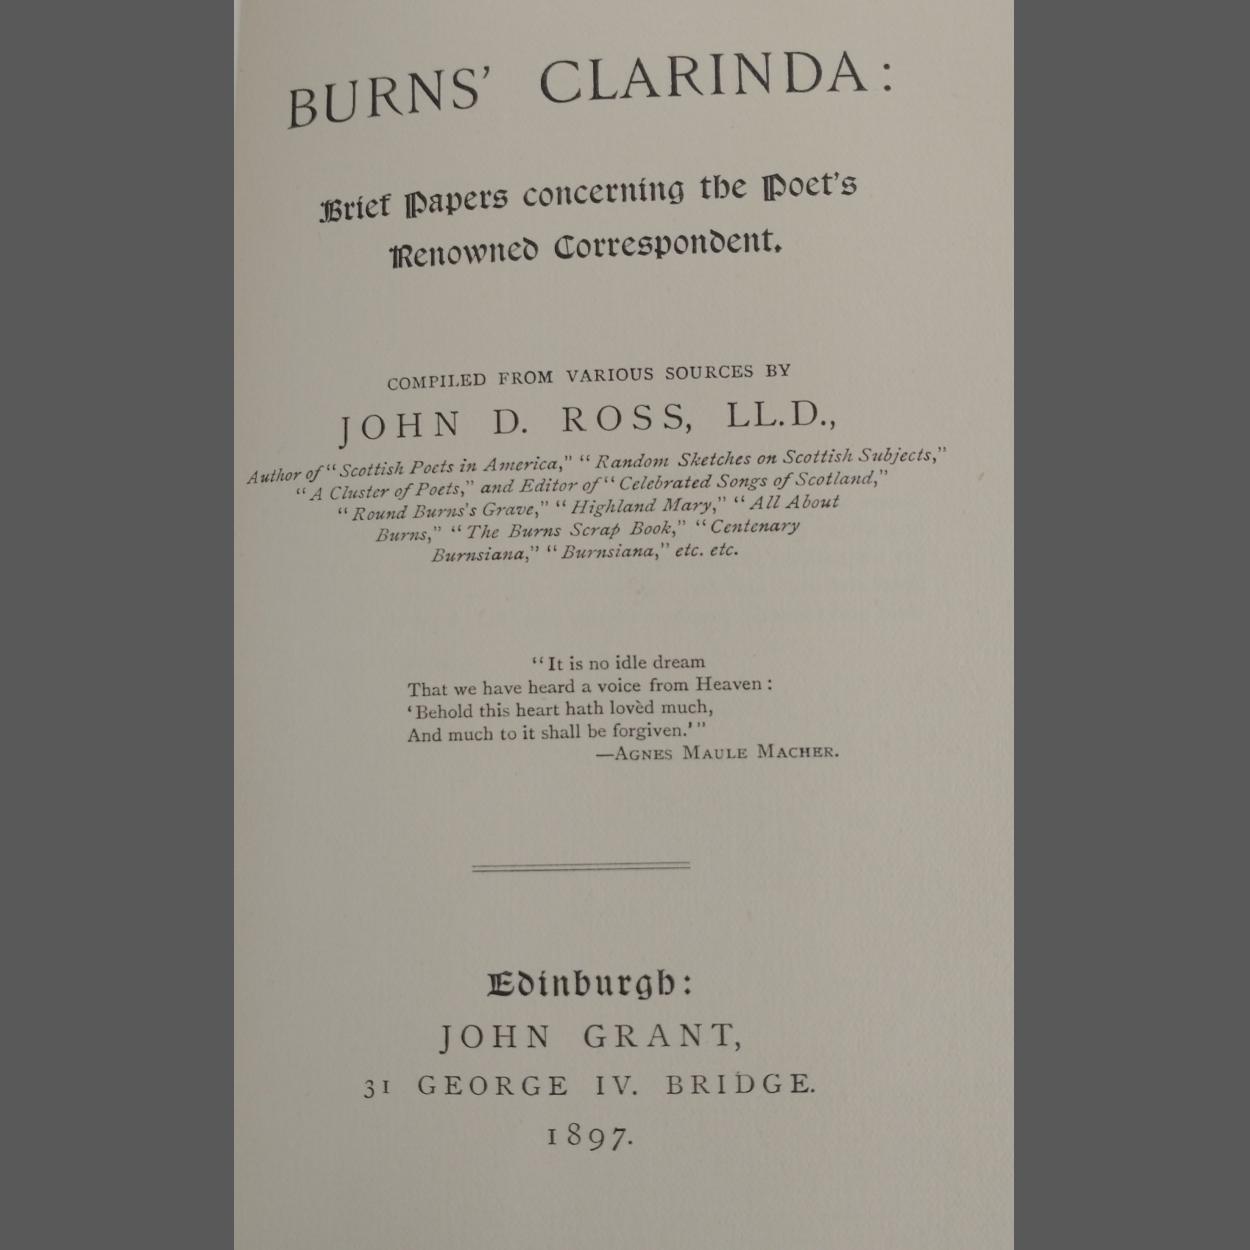 BURNS' CLARINDA:
Brief Papers concerning the Poet's
Renowned Correspondent.
COMPILED FROM VARIOUS SOURCES BY
JOHN D. ROSS, LL.D.,
Author of "Scottish Poets in America," "Random Sketches on Scottish Subjects,"
"A Cluster of Poets," and Editor of "Celebrated Songs of Scotland,"
"Round Burns's Grave," "Highland Mary," "All About
Burns," "The Burns Scrap Book," "Centenary
Burnsiana," "Burnsiana," etc. etc.
"It is no idle dream
That we have heard a voice from Heaven:
'Behold this heart hath lovèd much,
And much to it shall be forgiven.'"
—AGNES MAULE MACHER.
Edinburgh:
JOHN GRANT,
31 GEORGE IV. BRIDGE.
1897.